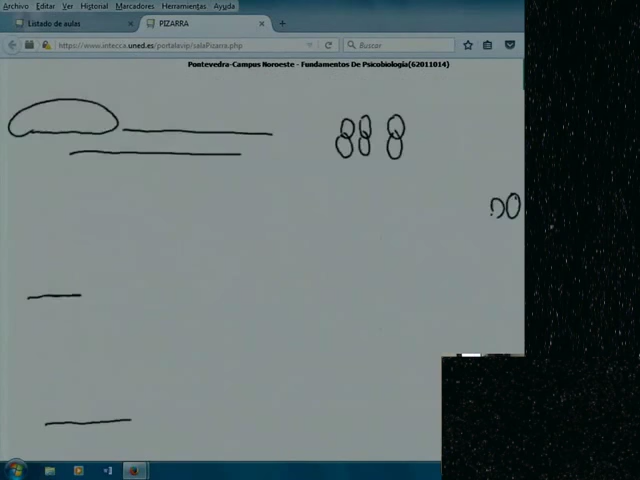 Archivo Editar Ver Historial Marcadores Herramientas Ayuda
Listado de aulas × PIZARRA × +
https://www.intecca.uned.es/portalavip/salaPizarra.php Buscar
Pontevedra-Campus Noroeste - Fundamentos De Psicobiología(62011014)
888